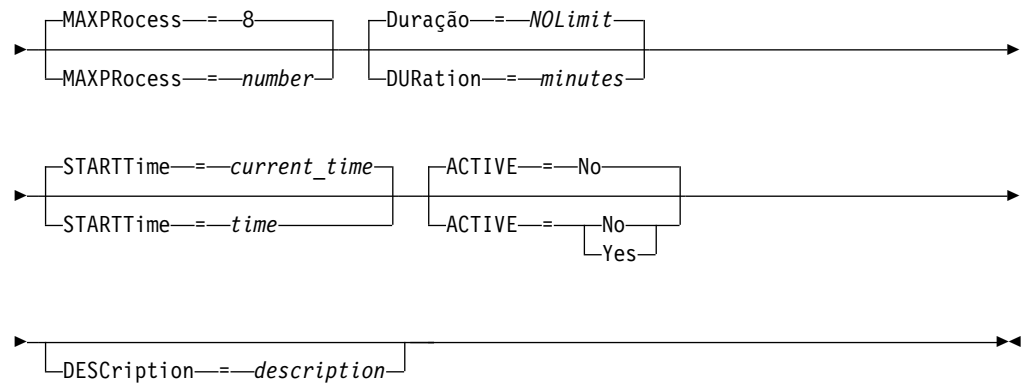 MAXPRocess = 8 Duração = NOLimit
MAXPRocess = number DURation = minutes
STARTTime = current_time ACTIVE = No
STARTTime = time ACTIVE = No
Yes
DESCription = description